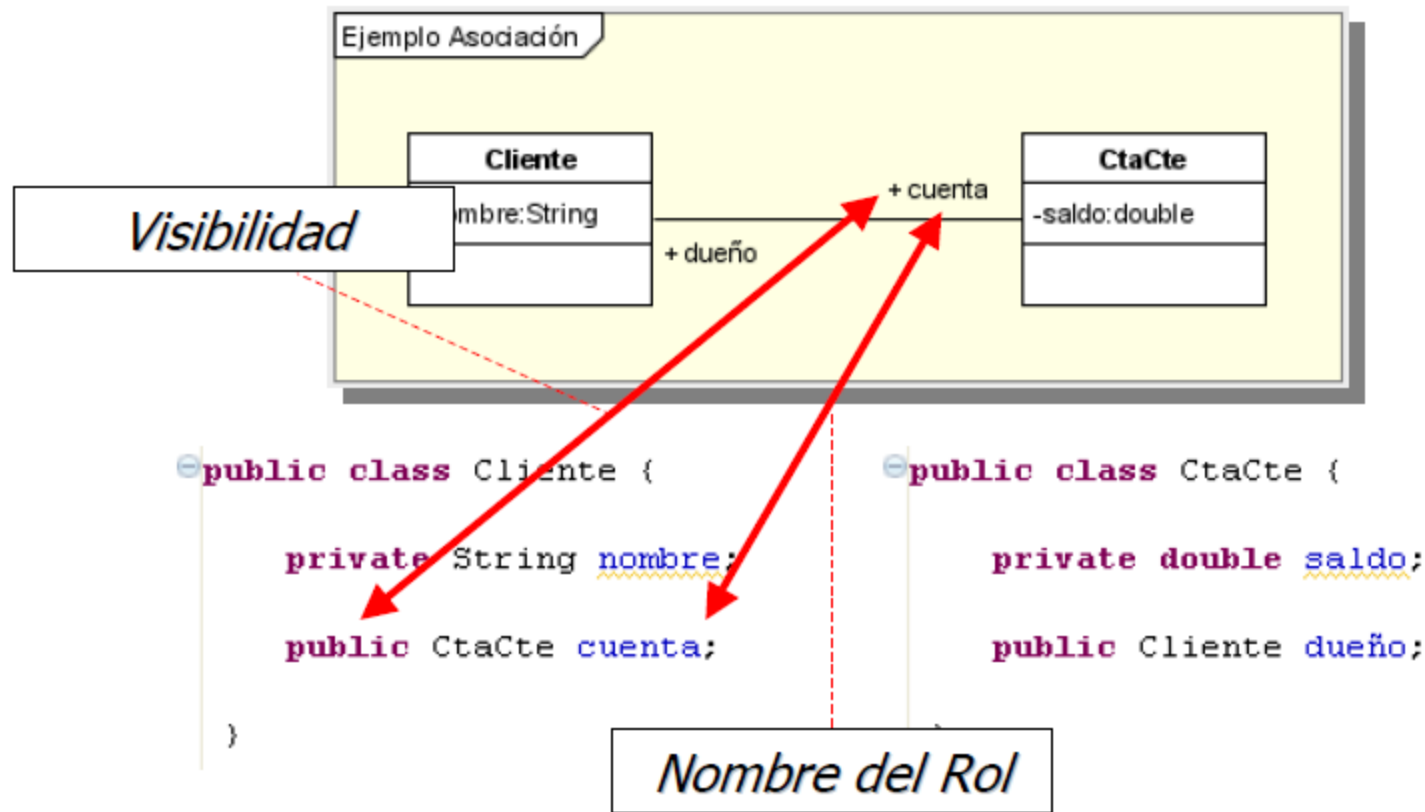 Ejemplo Asociación
Cliente
CtaCte
+ cuenta
Visibilidad
ombre:String
-saldo:double
+ dueño
public class Cliente {
private String nombre;
public CtaCte cuenta;
}
public class CtaCte {
private double saldo;
public Cliente dueño;
Nombre del Rol